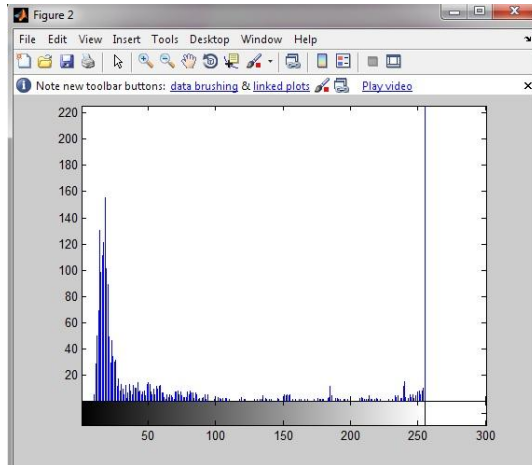 Figure 2
File Edit View Insert Tools Desktop Window Help
Note new toolbar buttons: data brushing & linked plots Play video
220
200
180
160
140
120
100
80
60
40
20
50 100 150 200 250 300